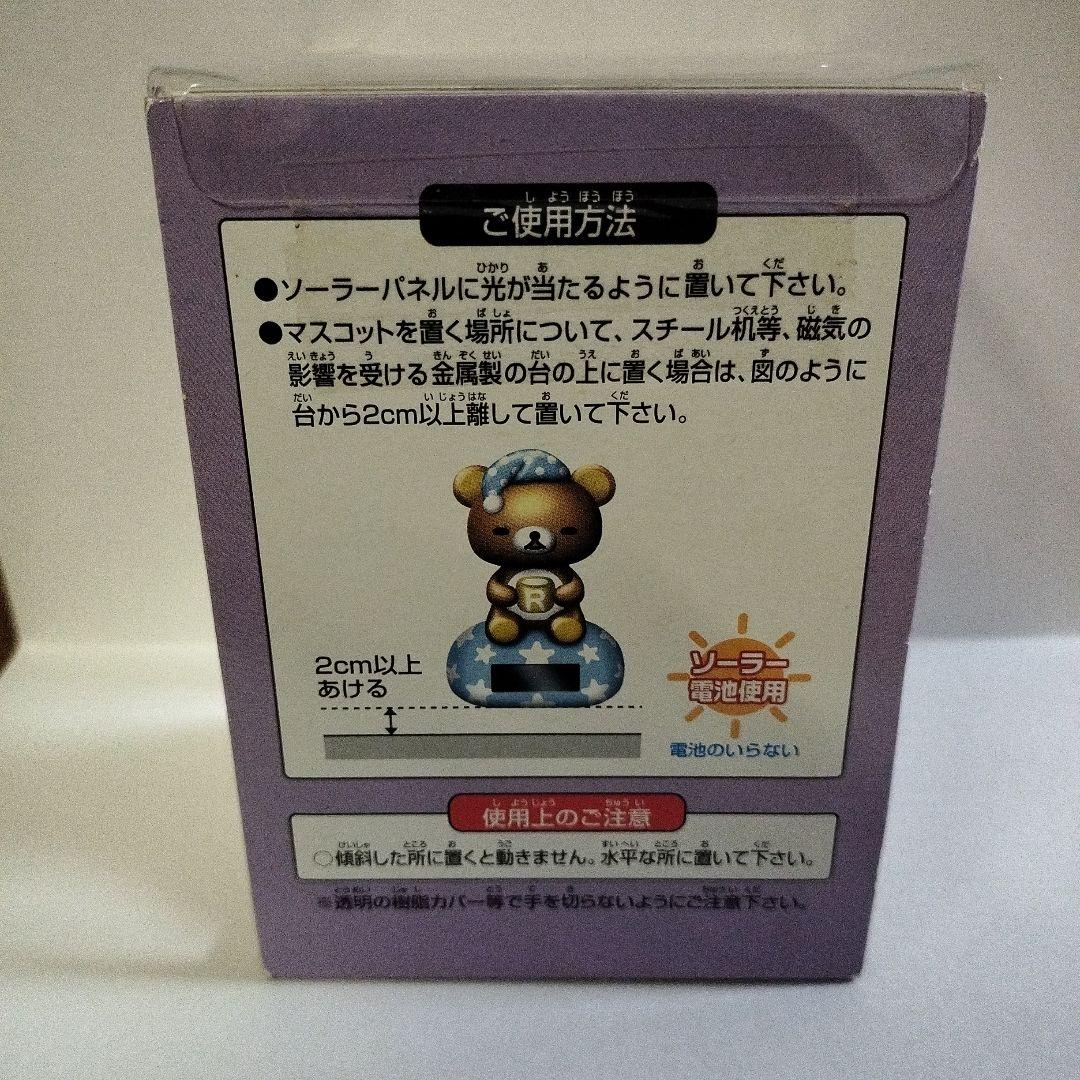 ご使用方法
●ソーラーパネルに光が当たるように置いて下さい。
●マスコットを置く場所について、スチール机等、磁気の
影響を受ける金属製の台の上に置く場合は、図のように
台から2cm以上離して置いて下さい。
R
2cm以上
あける
ソーラー
電池使用
電池のいらない
使用上のご注意
○傾斜した所に置くと動きません。水平な所に置いて下さい。
※透明の樹脂カバー等で手を切らないようにご注意下さい。